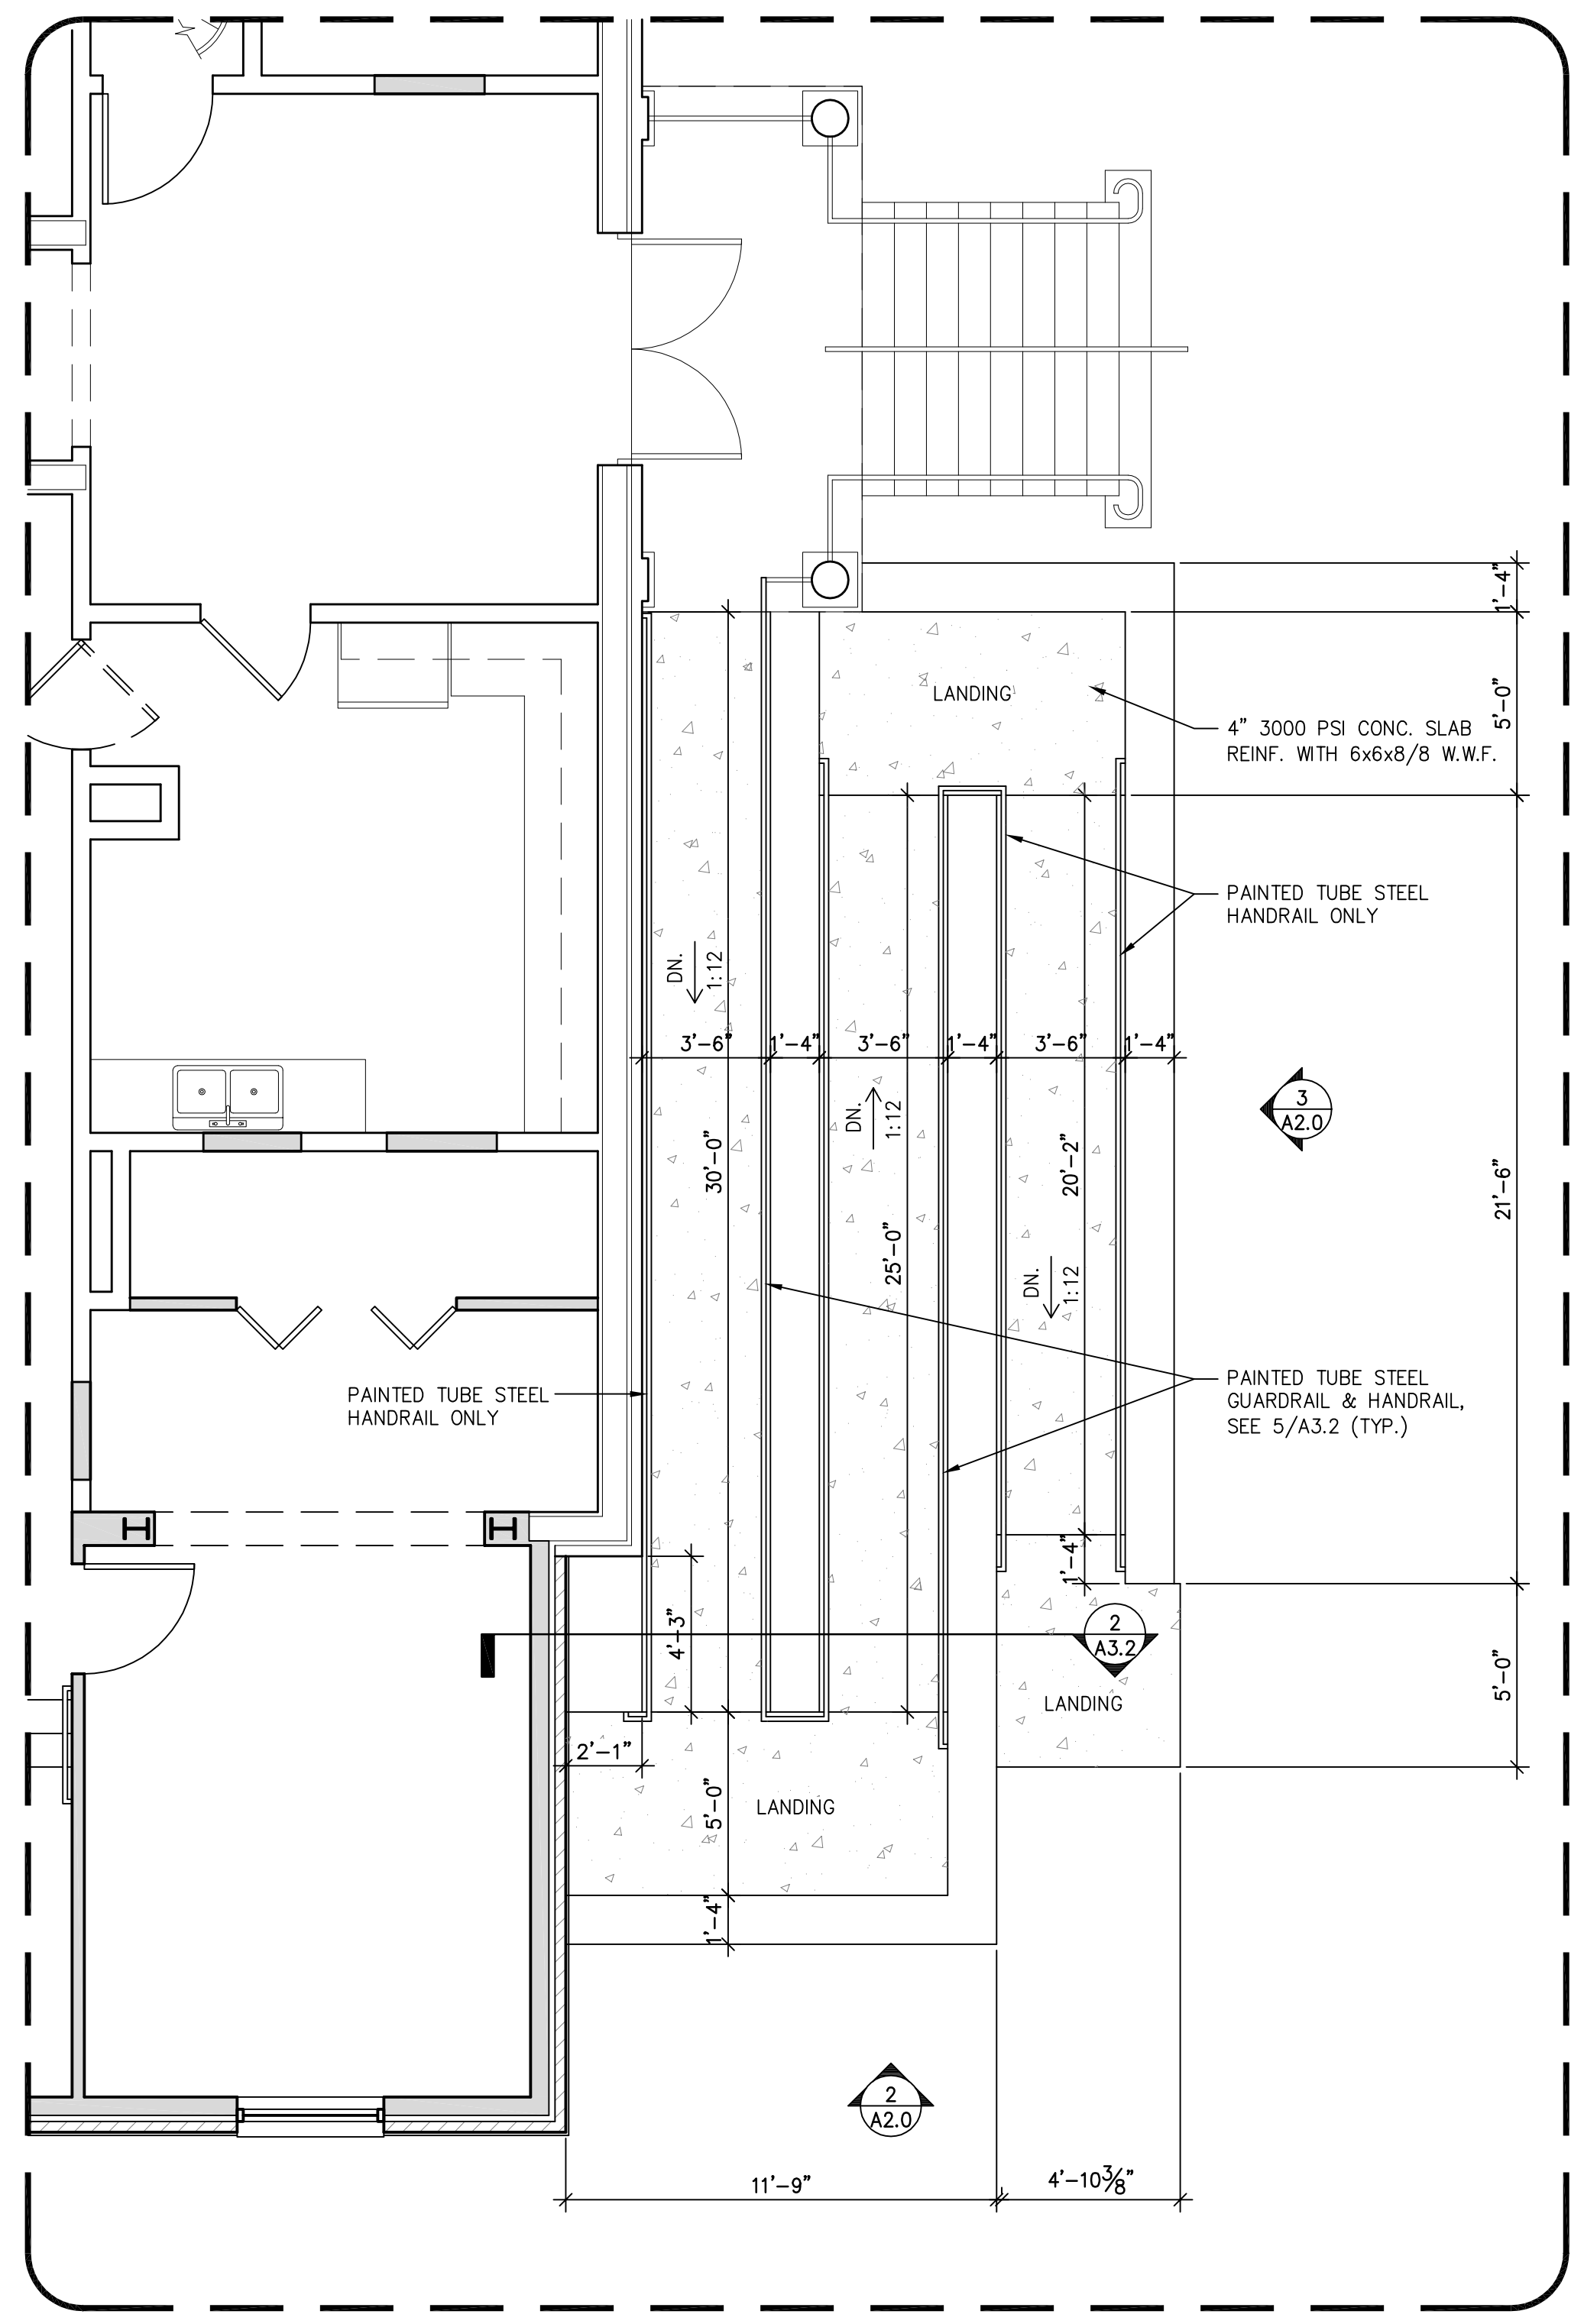 1'-4"
5'-0"
LANDING
4" 3000 PSI CONC. SLAB
REINF. WITH 6x6x8/8 W.W.F.
PAINTED TUBE STEEL
HANDRAIL ONLY
DN.
1:12
3'-6"
1'-4"
3'-6"
1'-4"
3'-6"
1'-4"
3
A2.0
DN.
1:12
30'-0"
20'-2"
21'-6"
25'-0"
DN.
1:12
PAINTED TUBE STEEL
HANDRAIL ONLY
PAINTED TUBE STEEL
GUARDRAIL & HANDRAIL,
SEE 5/A3.2 (TYP.)
H
H
1'-4"
4'-3"
2
A3.2
LANDING
5'-0"
2'-1"
5'-0"
LANDING
1'-4"
2
A2.0
11'-9"
4'-10⅜"